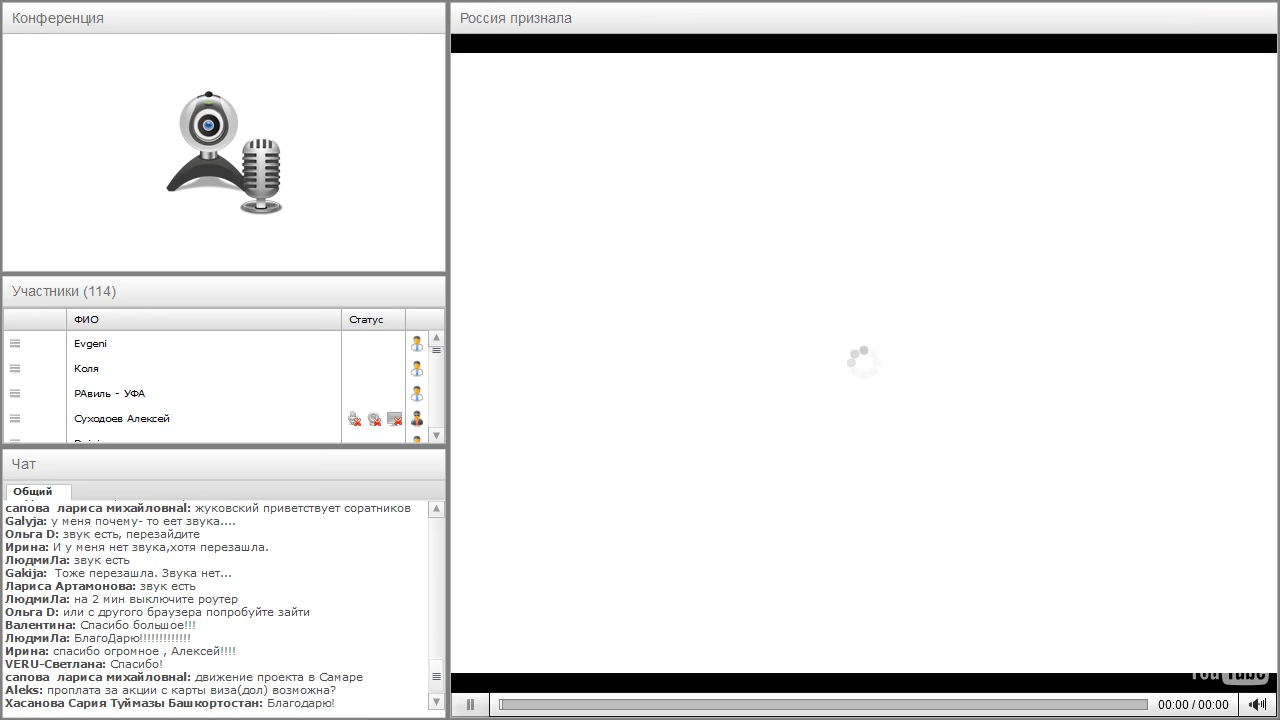 Конференция
Россия признала
Участники (114)
ФИО Статус
Evgeni
Коля
РАвиль - УФА
Суходоев Алексей
Чат
Общий
сапова лариса михайловнаl: жуковский приветствует соратников
Galyja: у меня почему- то еет звука....
Ольга D: звук есть, перезайдите
Ирина: И у меня нет звука,хотя перезашла.
ЛюдмиЛа: звук есть
Gakija: Тоже перезашла. Звука нет...
Лариса Артамонова: звук есть
ЛюдмиЛа: на 2 мин выключите роутер
Ольга D: или с другого браузера попробуйте зайти
Валентина: Спасибо большое!!!
ЛюдмиЛа: БлагоДарю!!!!!!!!!!!!!
Ирина: спасибо огромное , Алексей!!!!
VERU-Светлана: Спасибо!
сапова лариса михайловнаl: движение проекта в Самаре
Aleks: проплата за акции с карты виза(дол) возможна?
Хасанова Сария Туймазы Башкортостан: Благодарю!
YouTube
00:00 / 00:00